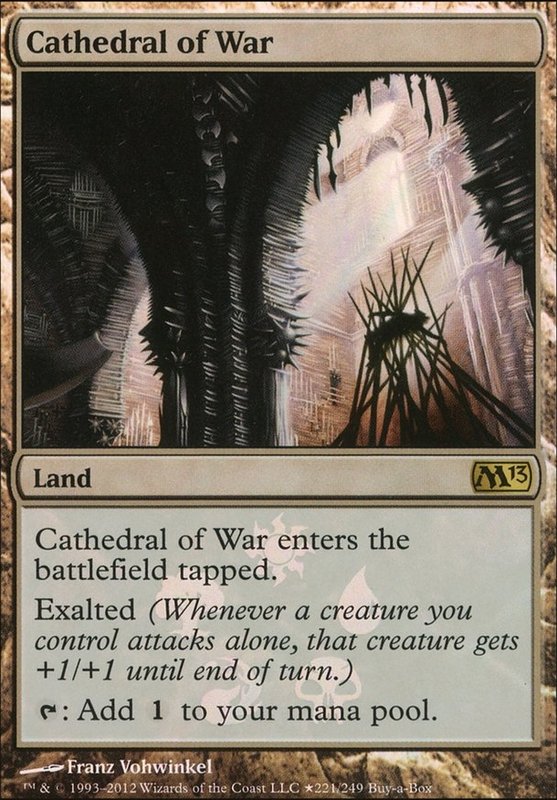 Cathedral of War
Land
M13
Cathedral of War enters the
battlefield tapped.
Exalted (Whenever a creature you
control attacks alone, that creature gets
+1/+1 until end of turn.)
: Add 1 to your mana pool.
Franz Vohwinkel
™ & © 1993–2012 Wizards of the Coast LLC ★221/249 Buy-a-Box